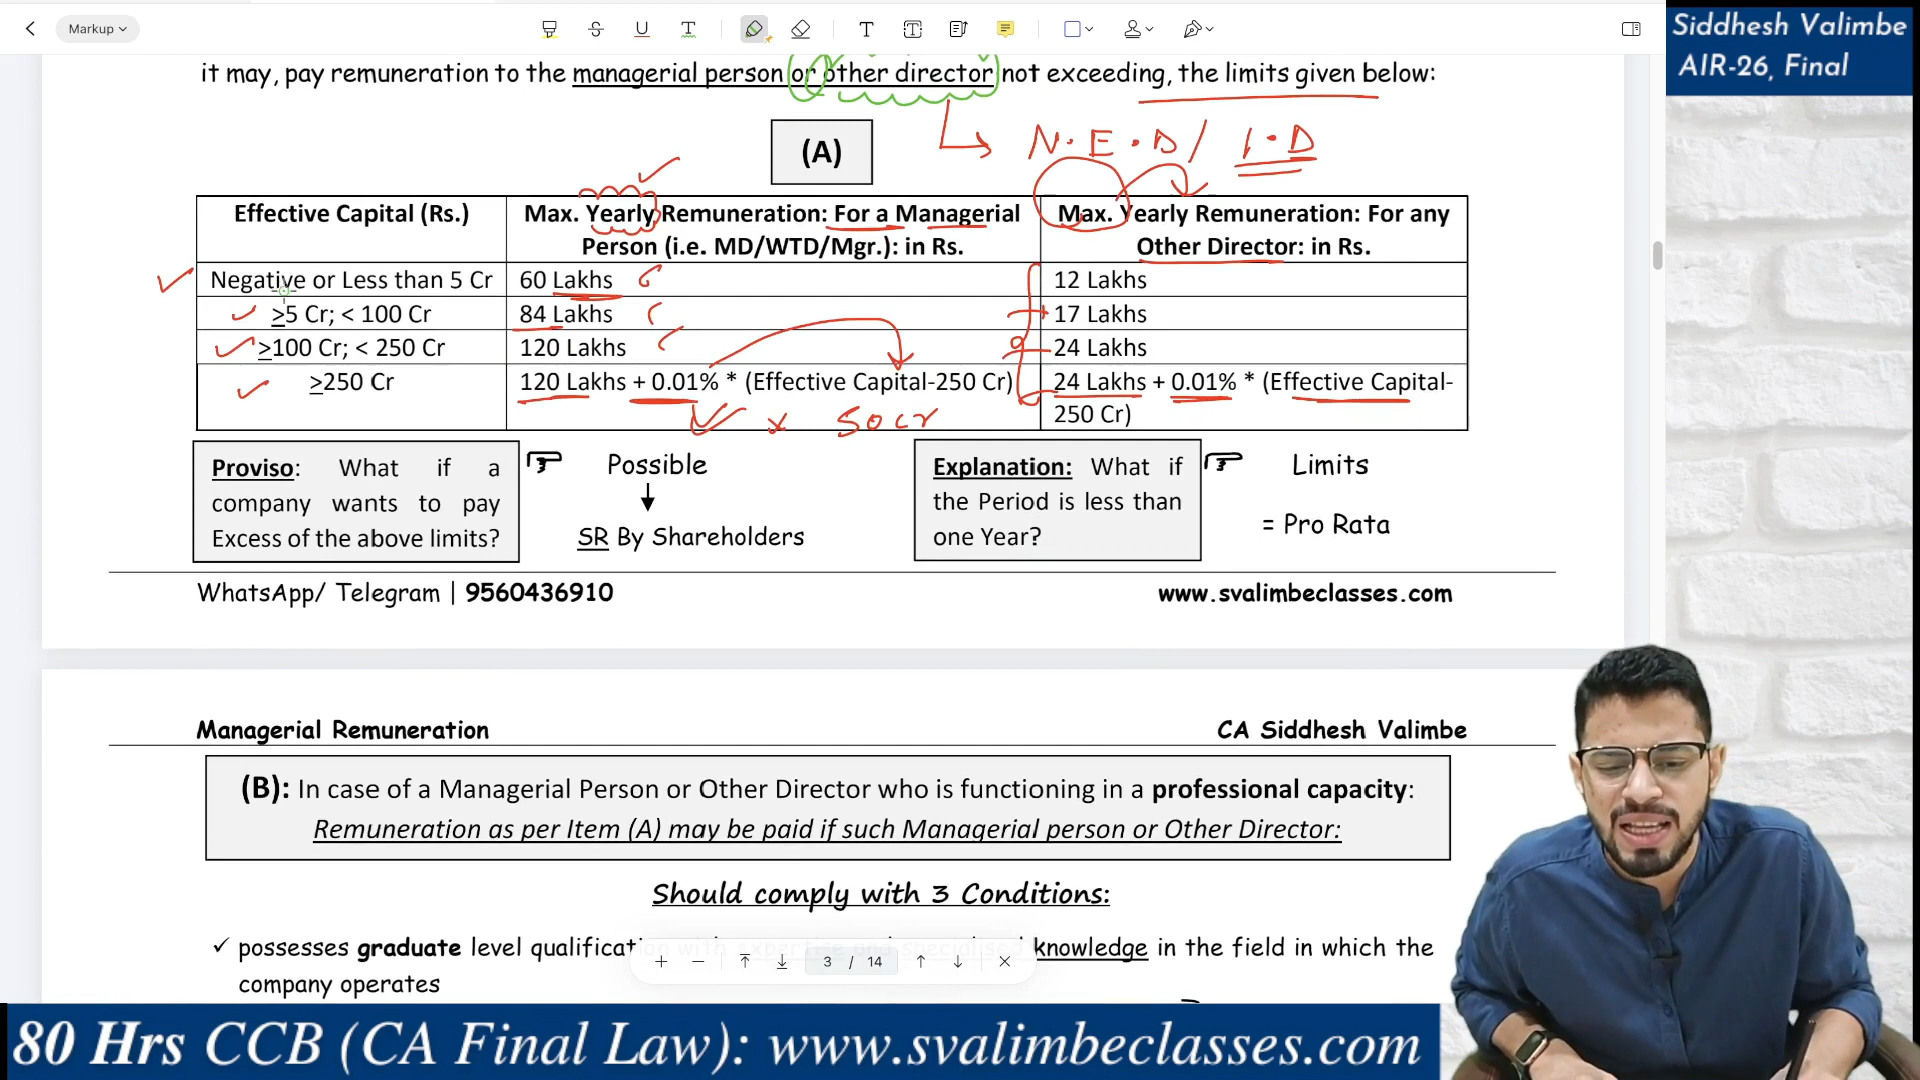 Markup
Siddhesh Valimbe
AIR-26, Final
it may, pay remuneration to the managerial person or other director not exceeding, the limits given below:
N.E.D / I.D
(A)
Effective Capital (Rs.)
Max. Yearly Remuneration: For a Managerial Person (i.e. MD/WTD/Mgr.): in Rs.
Max. Yearly Remuneration: For any Other Director: in Rs.
Negative or Less than 5 Cr
60 Lakhs
12 Lakhs
≥5 Cr; < 100 Cr
84 Lakhs
17 Lakhs
≥100 Cr; < 250 Cr
120 Lakhs
24 Lakhs
≥250 Cr
120 Lakhs + 0.01% * (Effective Capital-250 Cr)
24 Lakhs + 0.01% * (Effective Capital-
250 Cr)
x 50 cr
Proviso: What if a
company wants to pay
Excess of the above limits?
Possible
SR By Shareholders
Explanation: What if
the Period is less than
one Year?
Limits
= Pro Rata
WhatsApp/ Telegram | 9560436910
www.svalimbeclasses.com
Managerial Remuneration
CA Siddhesh Valimbe
(B): In case of a Managerial Person or Other Director who is functioning in a professional capacity:
Remuneration as per Item (A) may be paid if such Managerial person or Other Director:
Should comply with 3 Conditions:
✓ possesses graduate level qualification with expertise and specialised knowledge in the field in which the
company operates
3 / 14
80 Hrs CCB (CA Final Law): www.svalimbeclasses.com